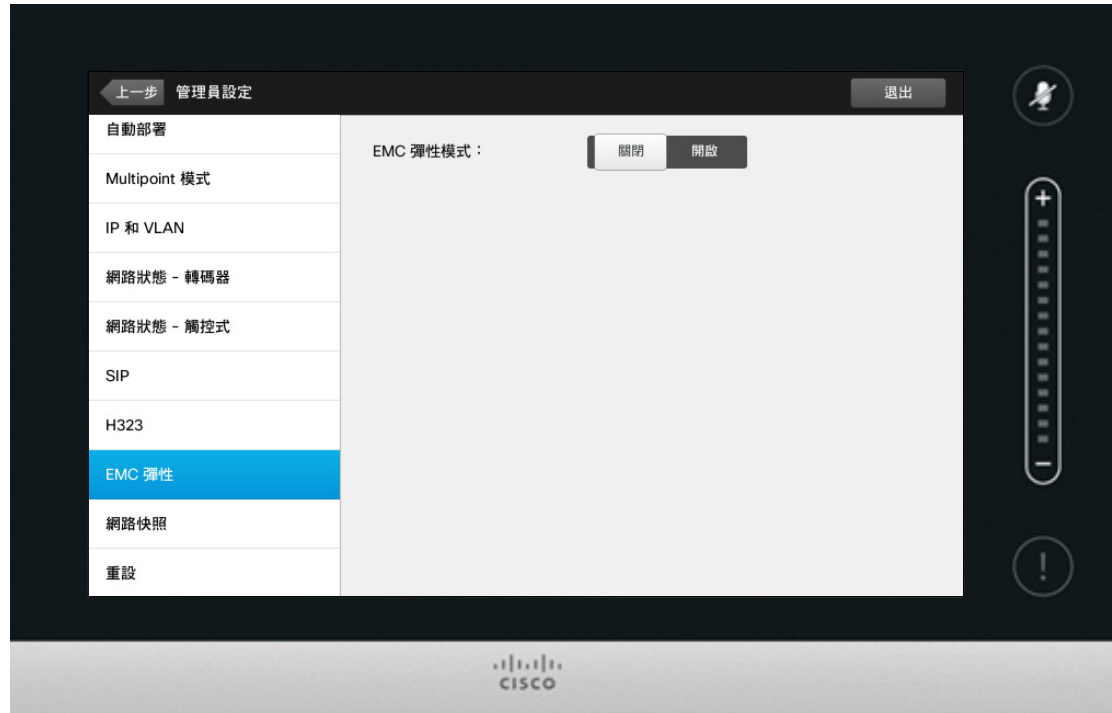 上一步 管理員設定 退出
自動部署
EMC 彈性模式： 關閉 開啟
Multipoint 模式
IP 和 VLAN
網路狀態 - 轉碼器
網路狀態 - 觸控式
SIP
H323
EMC 彈性
網路快照
重設
+
−
!
CISCO